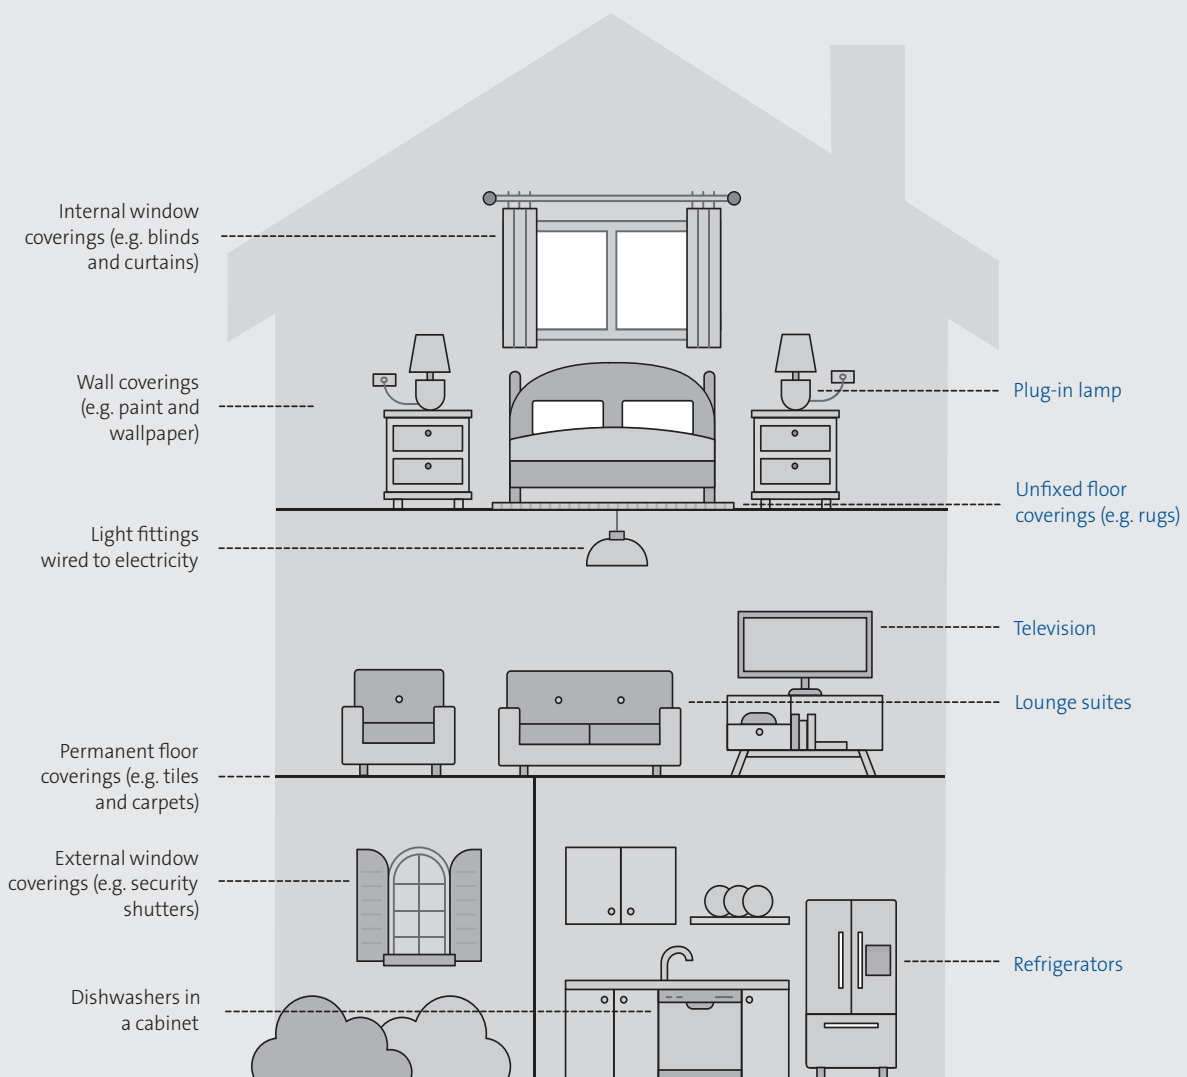 Internal window
coverings (e.g. blinds
and curtains)
Wall coverings
(e.g. paint and
wallpaper)
Plug-in lamp
Unfixed floor
coverings (e.g. rugs)
Light fittings
wired to electricity
Television
Lounge suites
Permanent floor
coverings (e.g. tiles
and carpets)
External window
coverings (e.g. security
shutters)
Refrigerators
Dishwashers in
a cabinet